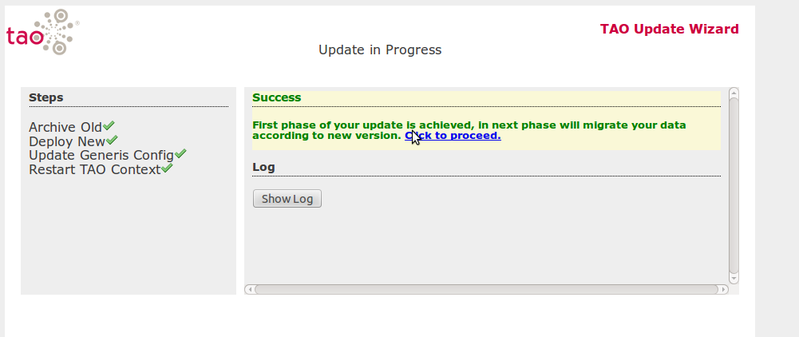 tao
TAO Update Wizard
Update in Progress
Steps
Archive Old
Deploy New
Update Generis Config
Restart TAO Context
Success
First phase of your update is achieved, in next phase will migrate your data
according to new version. Click to proceed.
Log
Show Log